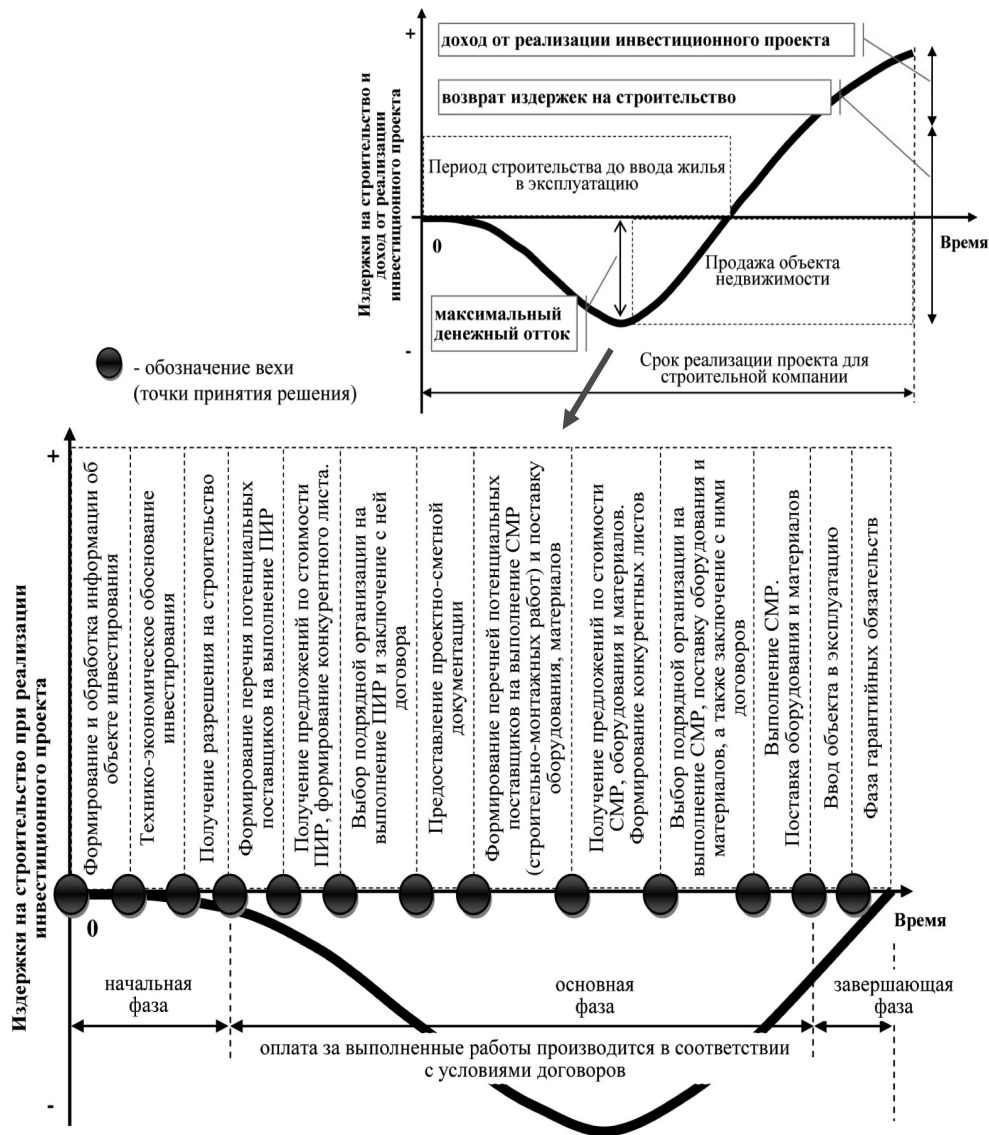 +
доход от реализации инвестиционного проекта
возврат издержек на строительство
Издержки на строительство и
доход от реализации
инвестиционного проекта
Период строительства до ввода жилья
в эксплуатацию
0
Время
Продажа объекта
недвижимости
максимальный
денежный отток
-
Срок реализации проекта для
строительной компании
- обозначение вехи
(точки принятия решения)
+
Издержки на строительство при реализации
инвестиционного проекта
Формирование и обработка информации об
объекте инвестирования
Технико-экономическое обоснование
инвестирования
Получение разрешения на строительство
Формирование перечня потенциальных
поставщиков на выполнение ПИР
Получение предложений по стоимости
ПИР, формирование конкурентного листа.
Выбор подрядной организации на
выполнение ПИР и заключение с ней
договора
Предоставление проектно-сметной
документации
Формирование перечней потенциальных
поставщиков на выполнение СМР
(строительно-монтажных работ) и поставку
оборудования, материалов
Получение предложений по стоимости
СМР, оборудования и материалов.
Формирование конкурентных листов
Выбор подрядной организации на
выполнение СМР, поставку оборудования и
материалов, а также заключение с ними
договоров
Выполнение СМР.
Поставка оборудования и материалов
Ввод объекта в эксплуатацию
Фаза гарантийных обязательств
0
Время
начальная
фаза
основная
фаза
завершающая
фаза
оплата за выполненные работы производится в соответствии
с условиями договоров
-